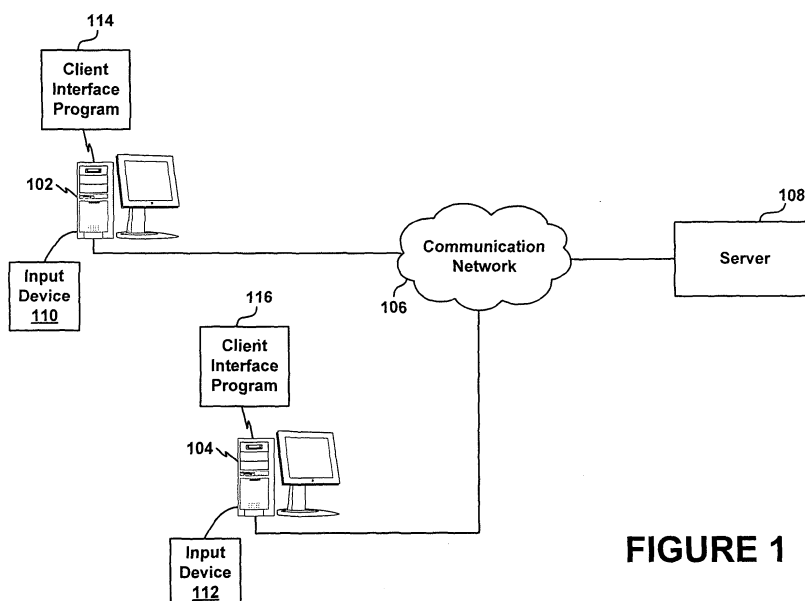 114
Client
Interface
Program
102
Input
Device
110
Communication
Network
106
108
Server
116
Client
Interface
Program
104
Input
Device
112
FIGURE 1